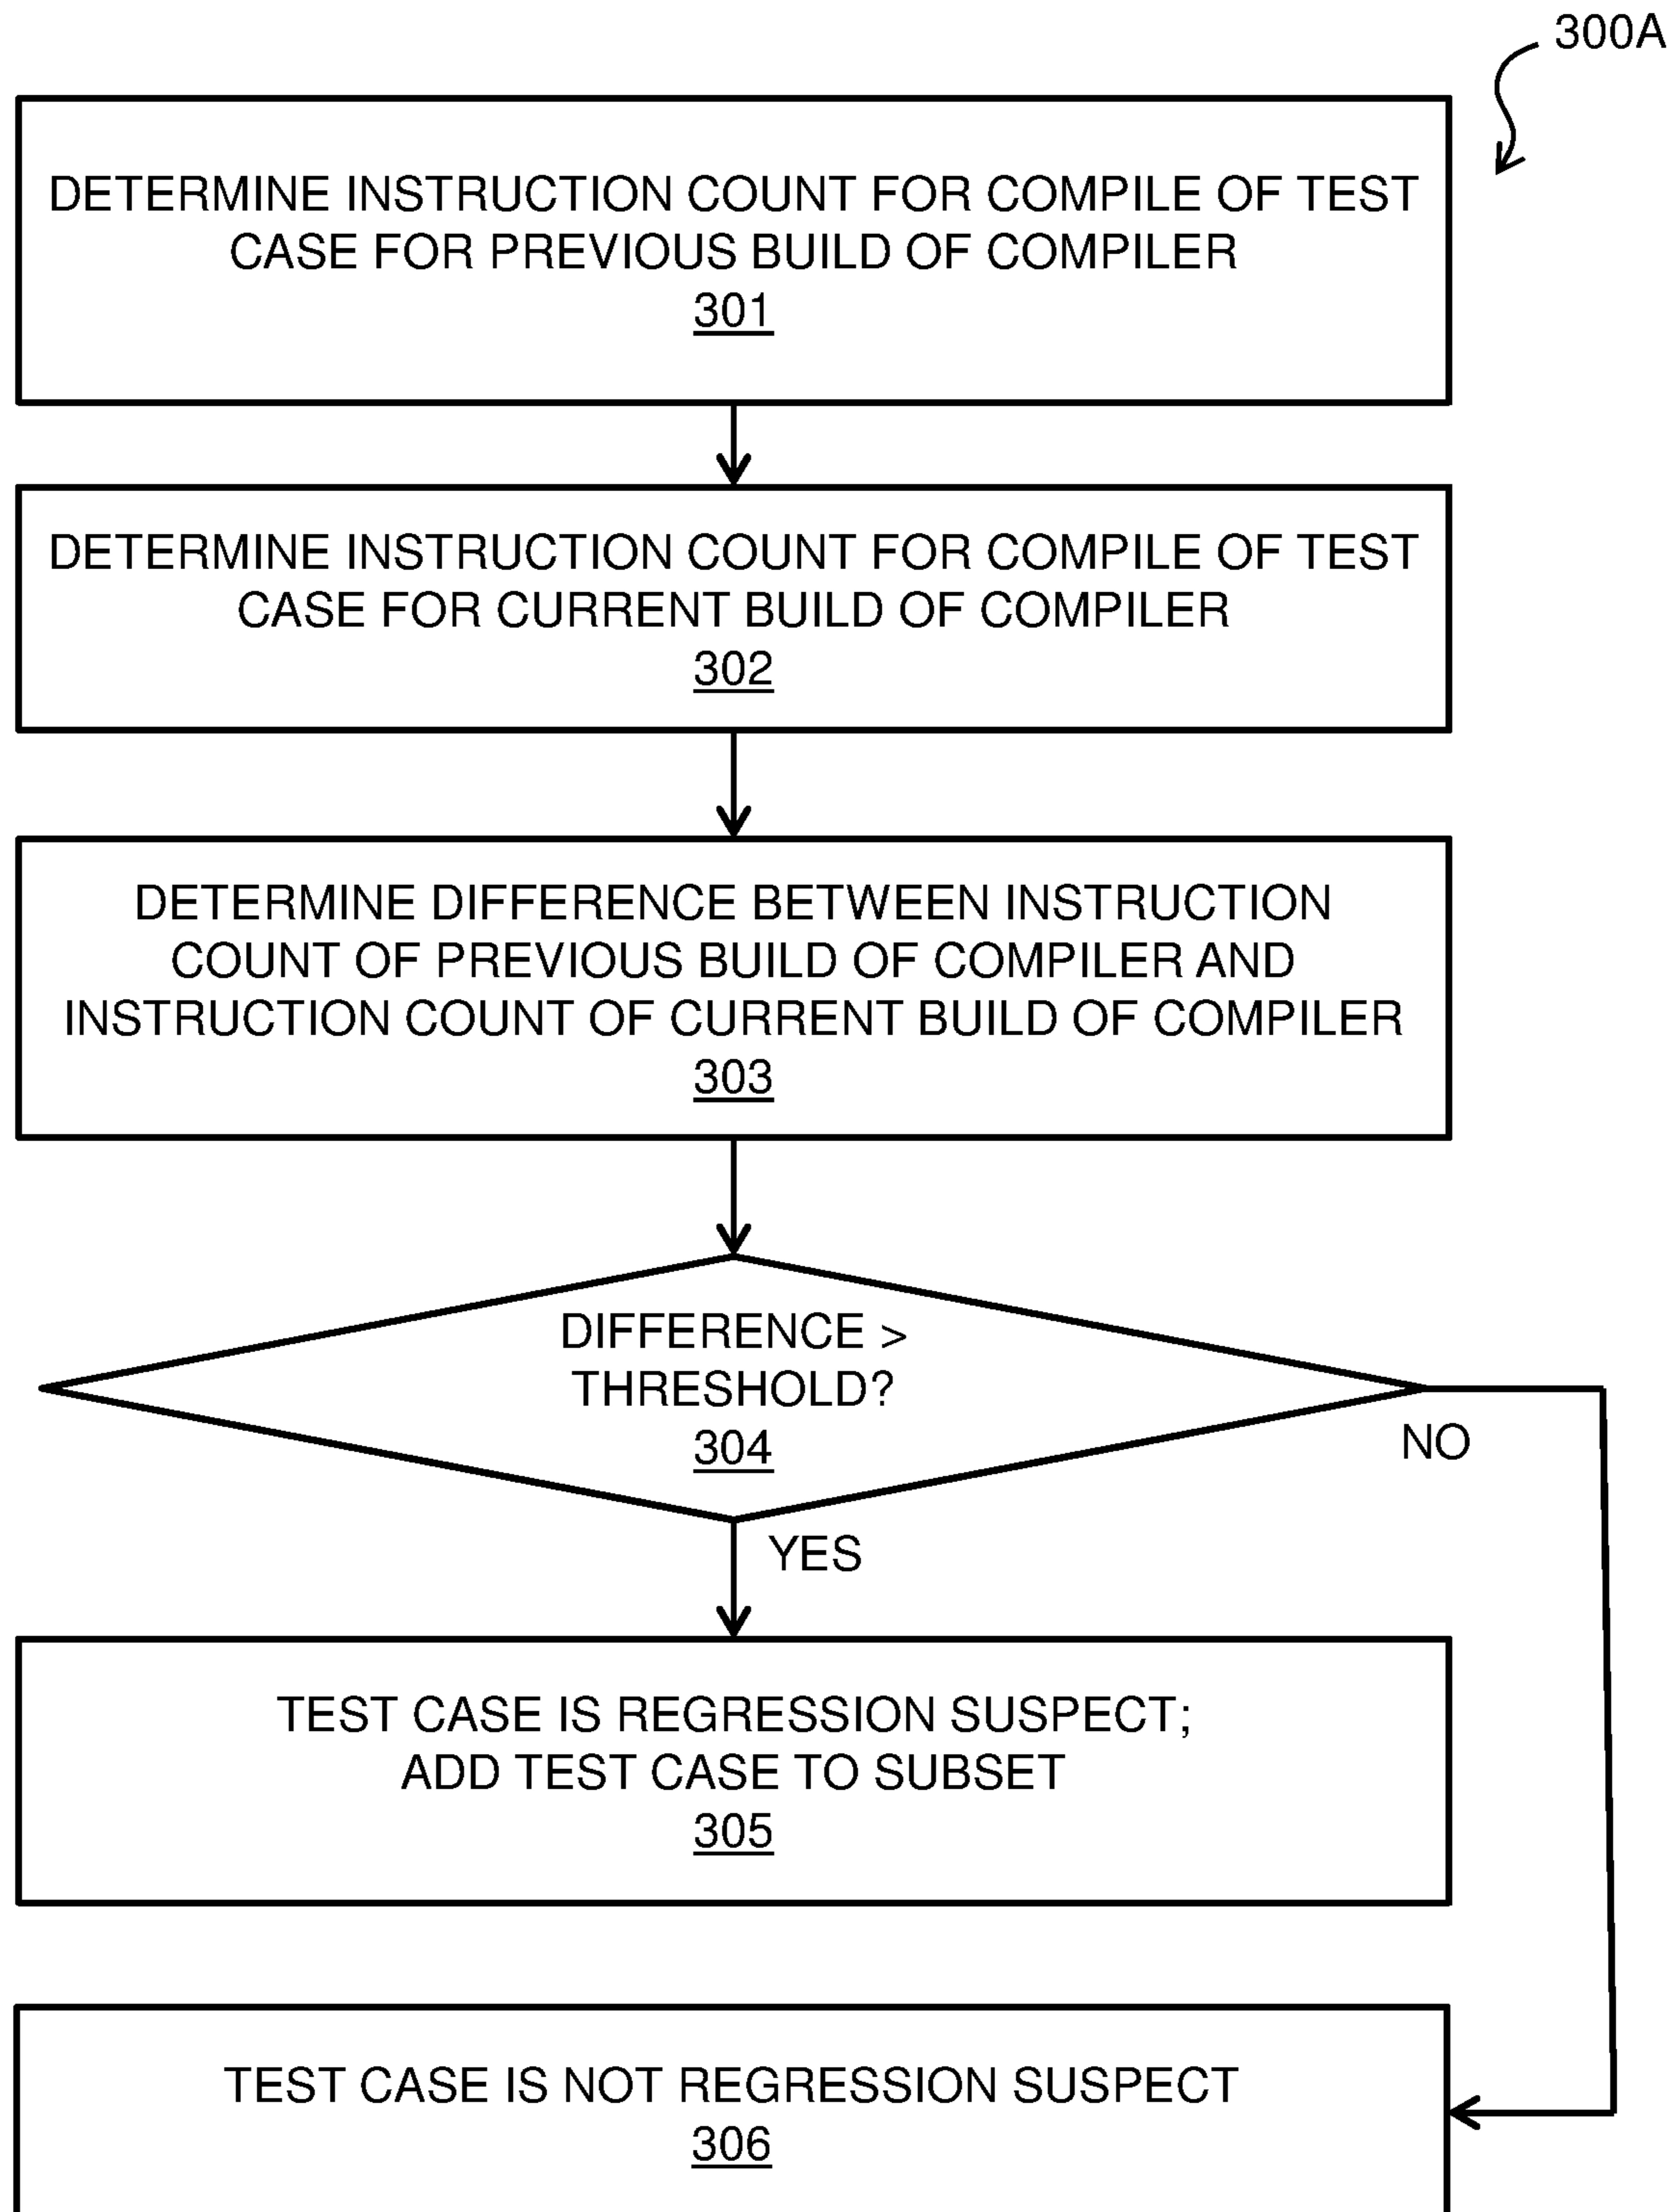 300A
DETERMINE INSTRUCTION COUNT FOR COMPILE OF TEST
CASE FOR PREVIOUS BUILD OF COMPILER
301
DETERMINE INSTRUCTION COUNT FOR COMPILE OF TEST
CASE FOR CURRENT BUILD OF COMPILER
302
DETERMINE DIFFERENCE BETWEEN INSTRUCTION
COUNT OF PREVIOUS BUILD OF COMPILER AND
INSTRUCTION COUNT OF CURRENT BUILD OF COMPILER
303
DIFFERENCE >
THRESHOLD?
304
NO
YES
TEST CASE IS REGRESSION SUSPECT;
ADD TEST CASE TO SUBSET
305
TEST CASE IS NOT REGRESSION SUSPECT
306